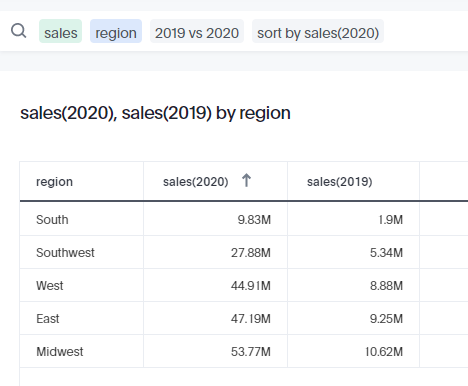 sales region 2019 vs 2020 sort by sales(2020)
sales(2020), sales(2019) by region
region sales(2020) ↑ sales(2019)
South 9.83M 1.9M
Southwest 27.88M 5.34M
West 44.91M 8.88M
East 47.19M 9.25M
Midwest 53.77M 10.62M